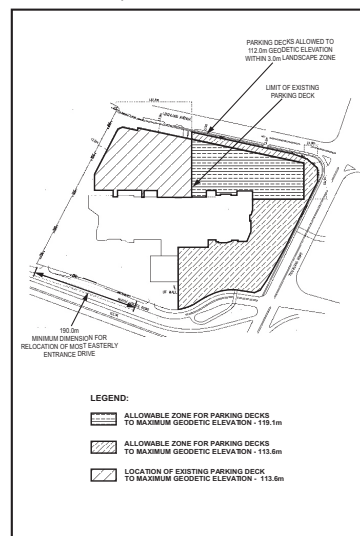 PARKING DECKS ALLOWED TO
112.0m GEODETIC ELEVATION
WITHIN 3.0m LANDSCAPE ZONE
LIMIT OF EXISTING
PARKING DECK
190.0m
MINIMUM DIMENSION FOR
RELOCATION OF MOST EASTERLY
ENTRANCE DRIVE
LEGEND:
ALLOWABLE ZONE FOR PARKING DECKS
TO MAXIMUM GEODETIC ELEVATION - 119.1m
ALLOWABLE ZONE FOR PARKING DECKS
TO MAXIMUM GEODETIC ELEVATION - 113.6m
LOCATION OF EXISTING PARKING DECK
TO MAXIMUM GEODETIC ELEVATION - 113.6m